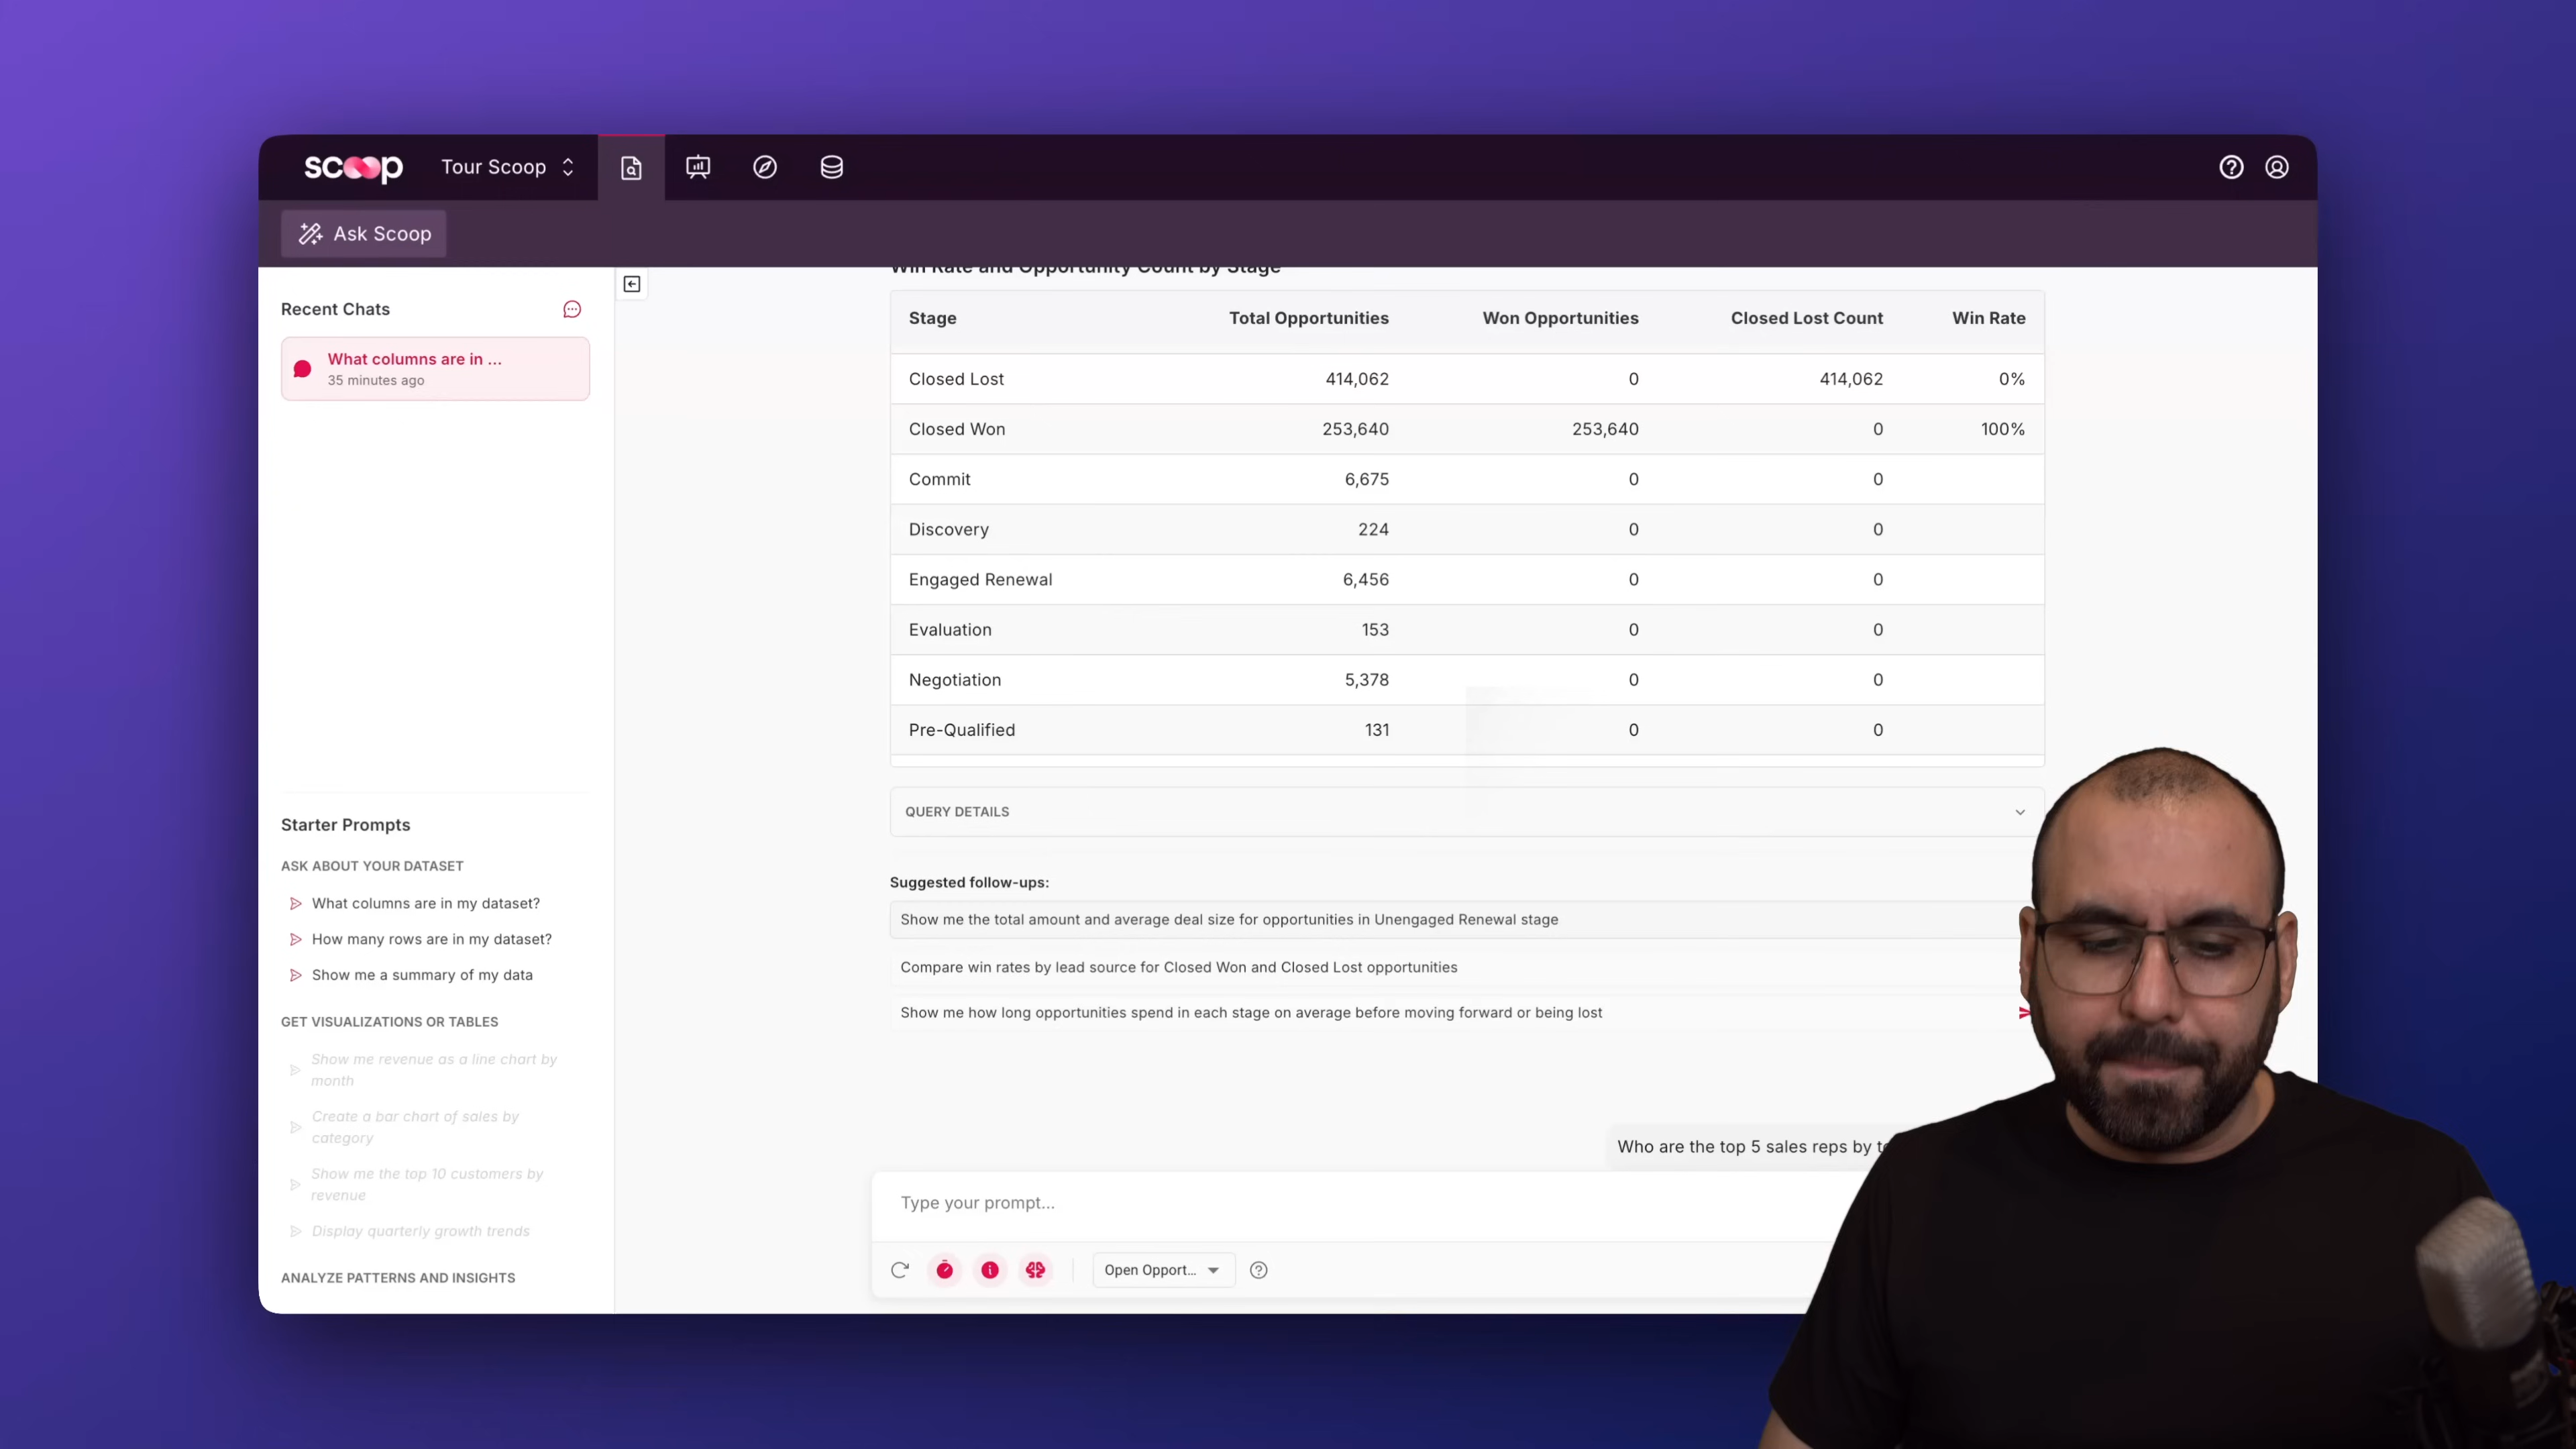 scoop
Tour Scoop
Ask Scoop
Recent Chats
What columns are in ...
35 minutes ago
Starter Prompts
ASK ABOUT YOUR DATASET
What columns are in my dataset?
How many rows are in my dataset?
Show me a summary of my data
GET VISUALIZATIONS OR TABLES
Show me revenue as a line chart by
month
Create a bar chart of sales by
category
Show me the top 10 customers by
revenue
Display quarterly growth trends
ANALYZE PATTERNS AND INSIGHTS
Win Rate and Opportunity Count by Stage
Stage Total Opportunities Won Opportunities Closed Lost Count Win Rate
Closed Lost 414,062 0 414,062 0%
Closed Won 253,640 253,640 0 100%
Commit 6,675 0 0
Discovery 224 0 0
Engaged Renewal 6,456 0 0
Evaluation 153 0 0
Negotiation 5,378 0 0
Pre-Qualified 131 0 0
QUERY DETAILS
Suggested follow-ups:
Show me the total amount and average deal size for opportunities in Unengaged Renewal stage
Compare win rates by lead source for Closed Won and Closed Lost opportunities
Show me how long opportunities spend in each stage on average before moving forward or being lost
Who are the top 5 sales reps by
Type your prompt...
Open Opport...